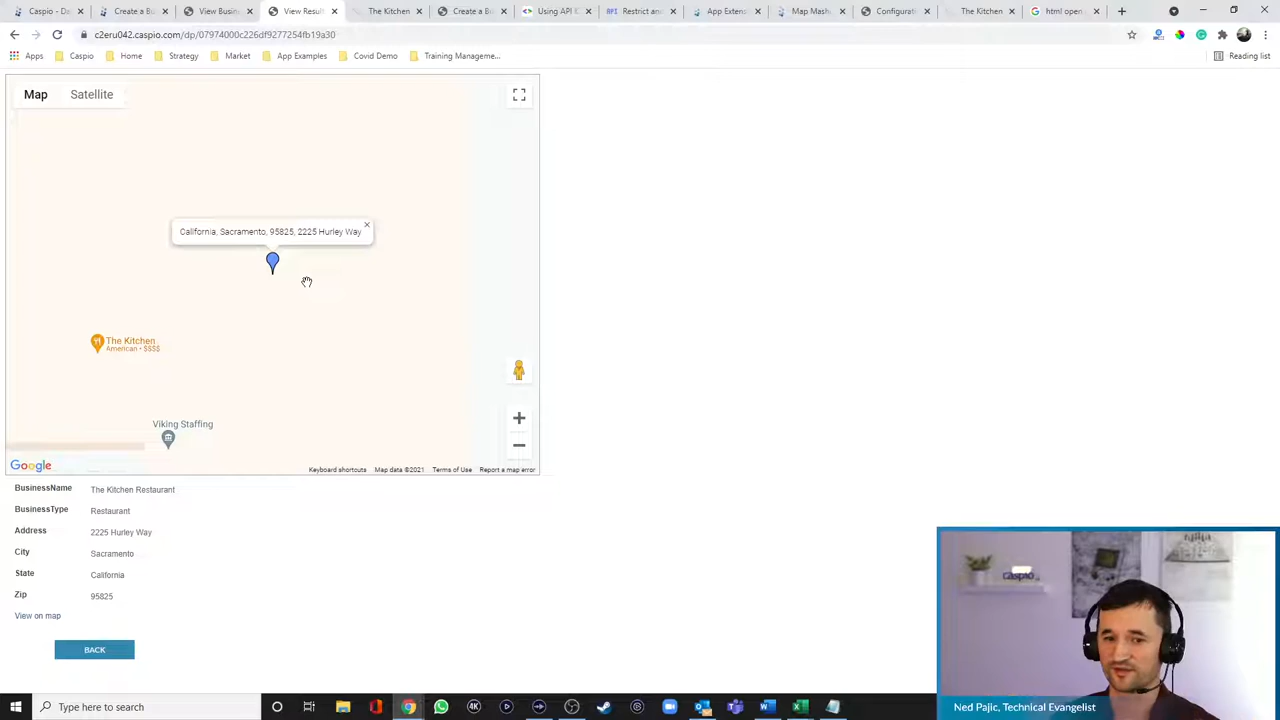 Caspio - Da
Create a Bu
View Busine
View Result
The Kitchen
Create a Bu
Using API K
Restrict an
App Exten
Map Mash
Configurati
The Kitchen
html open
c2eru042.caspio.com/dp/07974000c226df9277254fb19a30
Reading list
Apps
Caspio
Home
Strategy
Market
App Examples
Covid Demo
Training Manageme...
Map
Satellite
California, Sacramento, 95825, 2225 Hurley Way
The Kitchen
American • $$$$
Viking Staffing
Google
Keyboard shortcuts
Map data ©2021
Terms of Use
Report a map error
BusinessName
The Kitchen Restaurant
BusinessType
Restaurant
Address
2225 Hurley Way
City
Sacramento
State
California
Zip
95825
View on map
BACK
caspio
Ned Pajic, Technical Evangelist
Type here to search